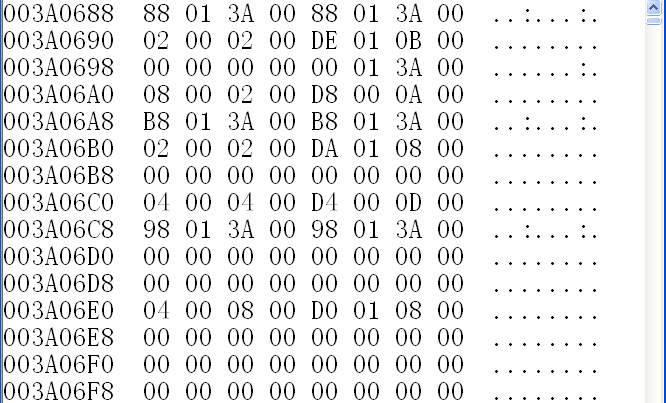 003A0688 88 01 3A 00 88 01 3A 00 ..:...:.
003A0690 02 00 02 00 DE 01 0B 00 ........
003A0698 00 00 00 00 00 01 3A 00 ......:.
003A06A0 08 00 02 00 D8 00 0A 00 ........
003A06A8 B8 01 3A 00 B8 01 3A 00 ..:...:.
003A06B0 02 00 02 00 DA 01 08 00 ........
003A06B8 00 00 00 00 00 00 00 00 ........
003A06C0 04 00 04 00 D4 00 0D 00 ........
003A06C8 98 01 3A 00 98 01 3A 00 ..:...:.
003A06D0 00 00 00 00 00 00 00 00 ........
003A06D8 00 00 00 00 00 00 00 00 ........
003A06E0 04 00 08 00 D0 01 08 00 ........
003A06E8 00 00 00 00 00 00 00 00 ........
003A06F0 00 00 00 00 00 00 00 00 ........
003A06F8 00 00 00 00 00 00 00 00 ........